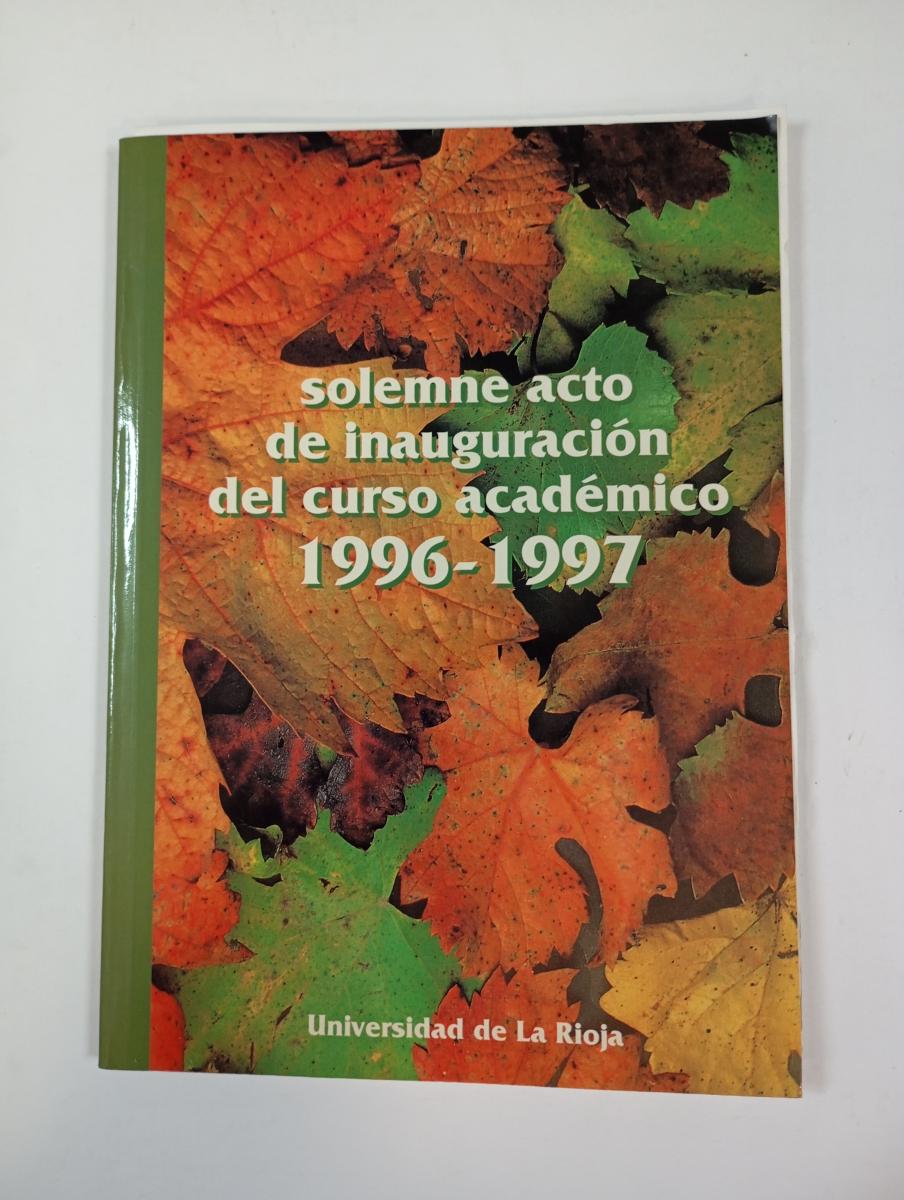 solemne acto
de inauguración
del curso académico
1996-1997
Universidad de La Rioja